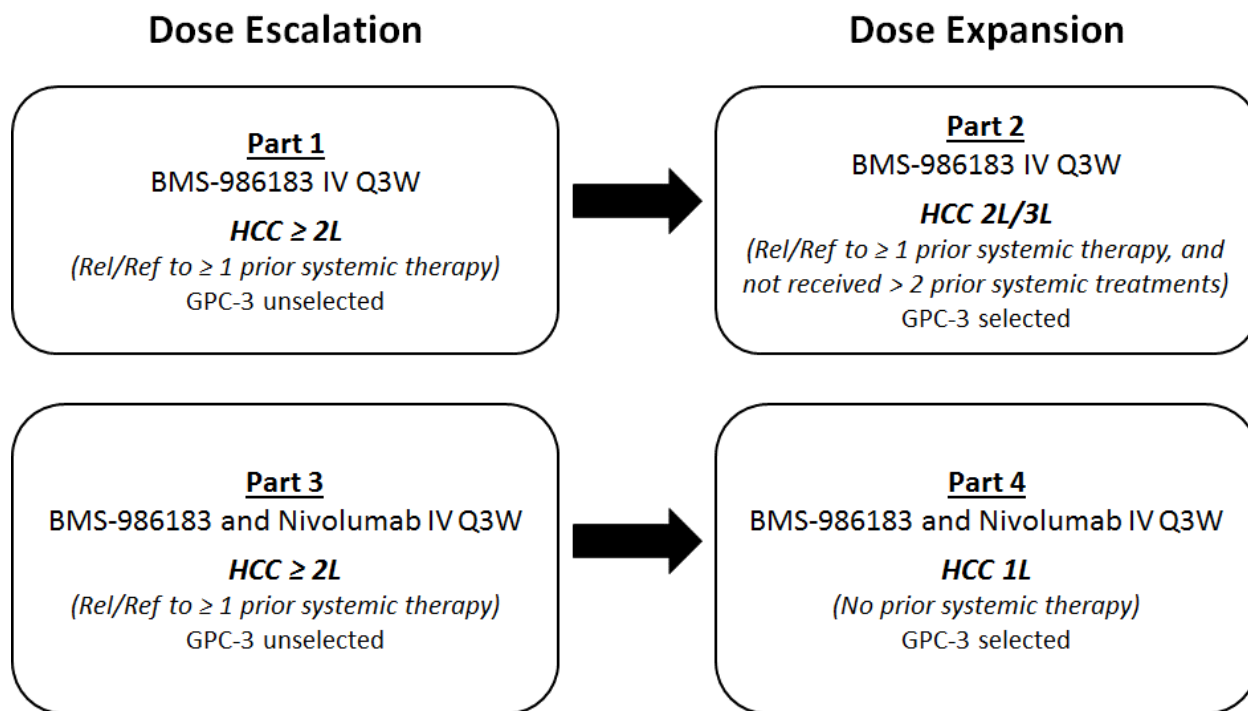 Dose Escalation
Dose Expansion
Part 1
BMS-986183 IV Q3W
HCC ≥ 2L
(Rel/Ref to ≥ 1 prior systemic therapy)
GPC-3 unselected
Part 2
BMS-986183 IV Q3W
HCC 2L/3L
(Rel/Ref to ≥ 1 prior systemic therapy, and
not received > 2 prior systemic treatments)
GPC-3 selected
Part 3
BMS-986183 and Nivolumab IV Q3W
HCC ≥ 2L
(Rel/Ref to ≥ 1 prior systemic therapy)
GPC-3 unselected
Part 4
BMS-986183 and Nivolumab IV Q3W
HCC 1L
(No prior systemic therapy)
GPC-3 selected